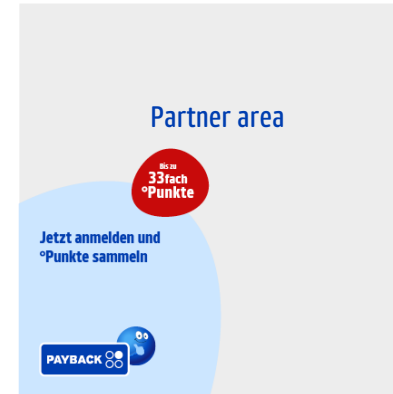 Partner area
Bis zu
33fach
°Punkte
Jetzt anmelden und
°Punkte sammeln
PAYBACK